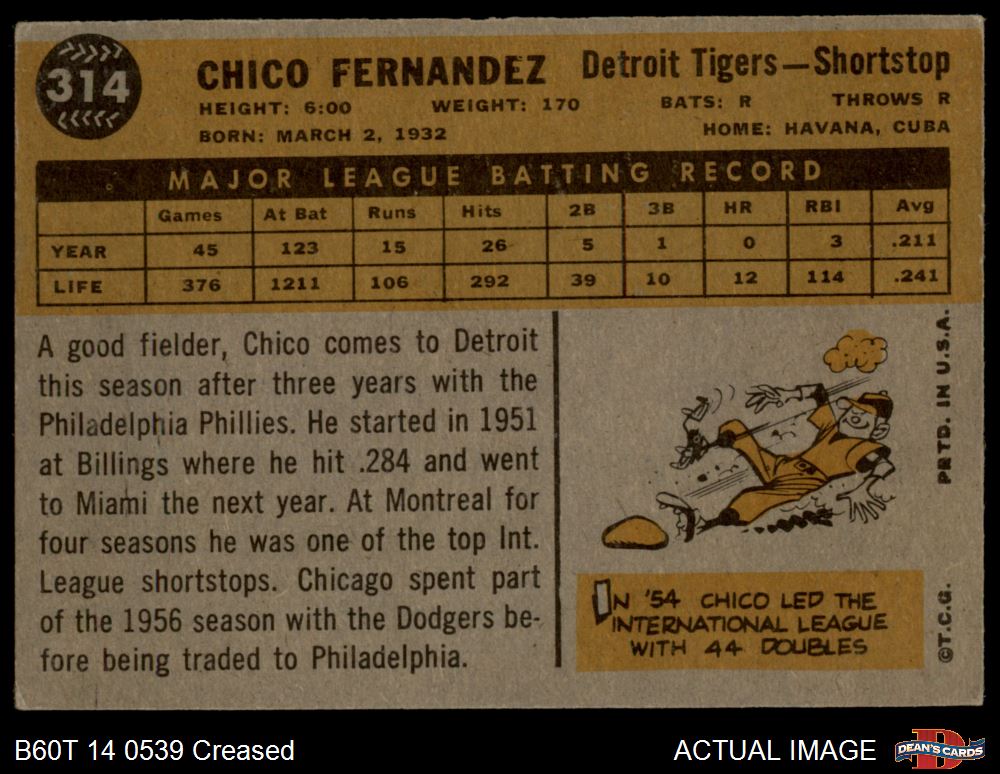 314
CHICO FERNANDEZ Detroit Tigers—Shortstop
HEIGHT: 6:00 WEIGHT: 170 BATS: R THROWS R
BORN: MARCH 2, 1932 HOME: HAVANA, CUBA
MAJOR LEAGUE BATTING RECORD
Games At Bat Runs Hits 2B 3B HR RBI Avg
YEAR 45 123 15 26 5 1 0 3 .211
LIFE 376 1211 106 292 39 10 12 114 .241
A good fielder, Chico comes to Detroit
this season after three years with the
Philadelphia Phillies. He started in 1951
at Billings where he hit .284 and went
to Miami the next year. At Montreal for
four seasons he was one of the top Int.
League shortstops. Chicago spent part
of the 1956 season with the Dodgers be-
fore being traded to Philadelphia.
IN '54 CHICO LED THE
INTERNATIONAL LEAGUE
WITH 44 DOUBLES
©T.C.G. PRTD. IN U.S.A.
B60T 14 0539 Creased
ACTUAL IMAGE
D
DEAN'S CARDS